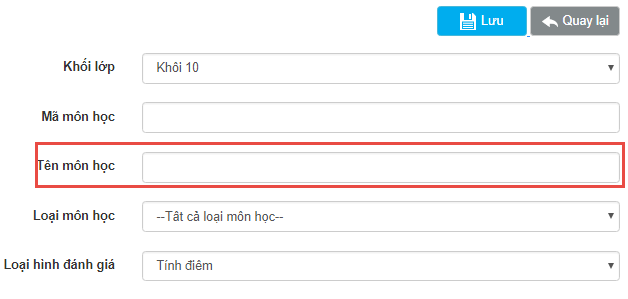 Lưu Quay lại
Khối lớp Khối 10
Mã môn học
Tên môn học
Loại môn học --Tất cả loại môn học--
Loại hình đánh giá Tính điểm